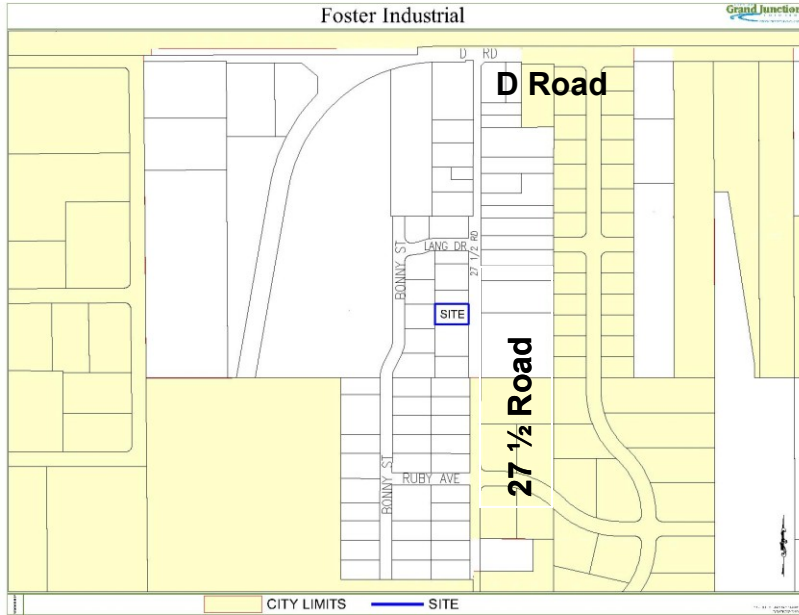 Foster Industrial
Grand Junction
D RD
D Road
LANG DR
27 1/2 RD
BONNY ST
SITE
27 ½ Road
BONNY ST
RUBY AVE
CITY LIMITS
SITE